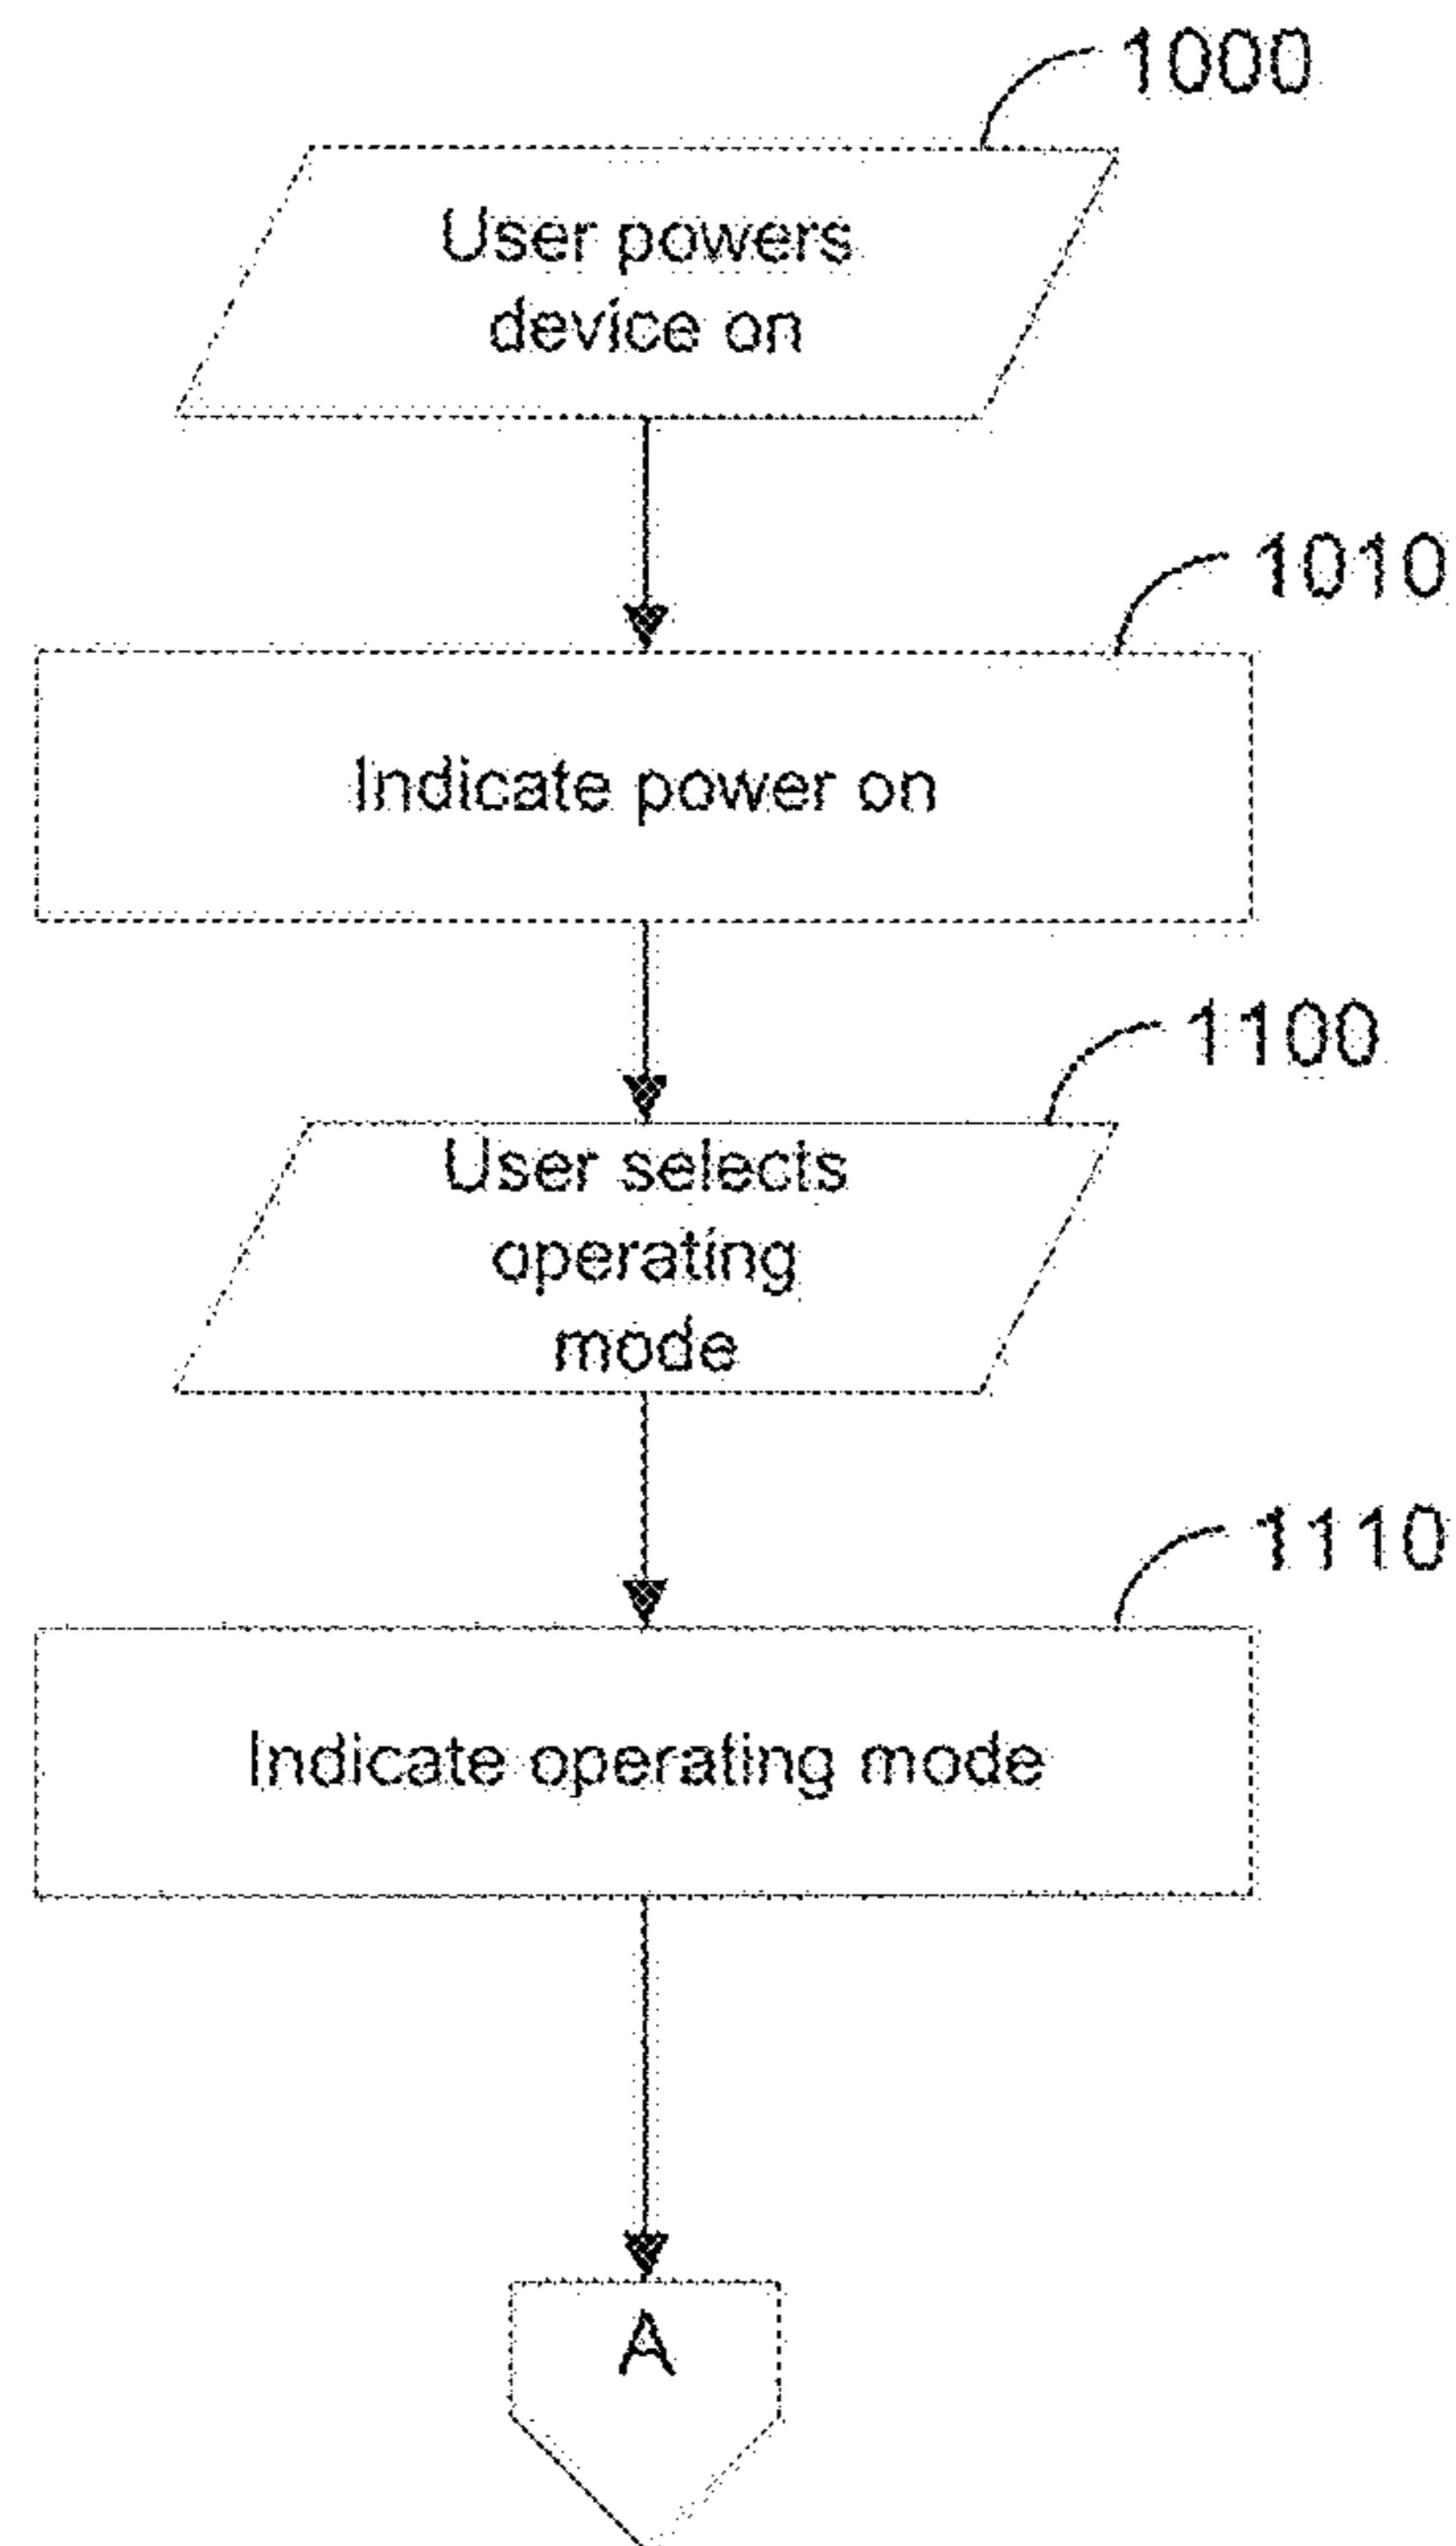 1000
User powers
device on
1010
Indicate power on
1100
User selects
operating
mode
1110
Indicate operating mode
A